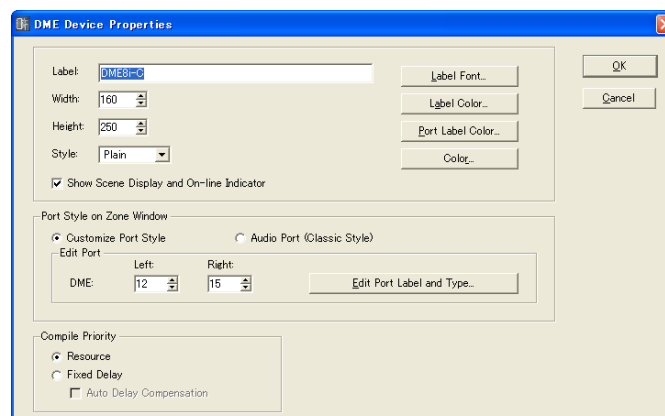 DME Device Properties
Label: DME8i-C
Label Font...
OK
Width: 160
Label Color...
Cancel
Height: 250
Port Label Color...
Style: Plain
Color...
Show Scene Display and On-line Indicator
Port Style on Zone Window
Customize Port Style
Audio Port (Classic Style)
Edit Port
Left: Right:
DME: 12 15 Edit Port Label and Type...
Compile Priority
Resource
Fixed Delay
Auto Delay Compensation